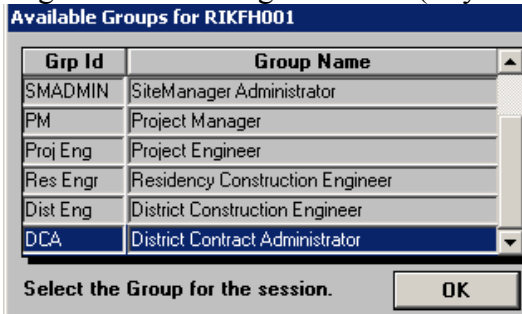 Available Groups for RIKFH001
Grp Id Group Name
SMADMIN SiteManager Administrator
PM Project Manager
Proj Eng Project Engineer
Res Engr Residency Construction Engineer
Dist Eng District Construction Engineer
DCA District Contract Administrator
Select the Group for the session. OK